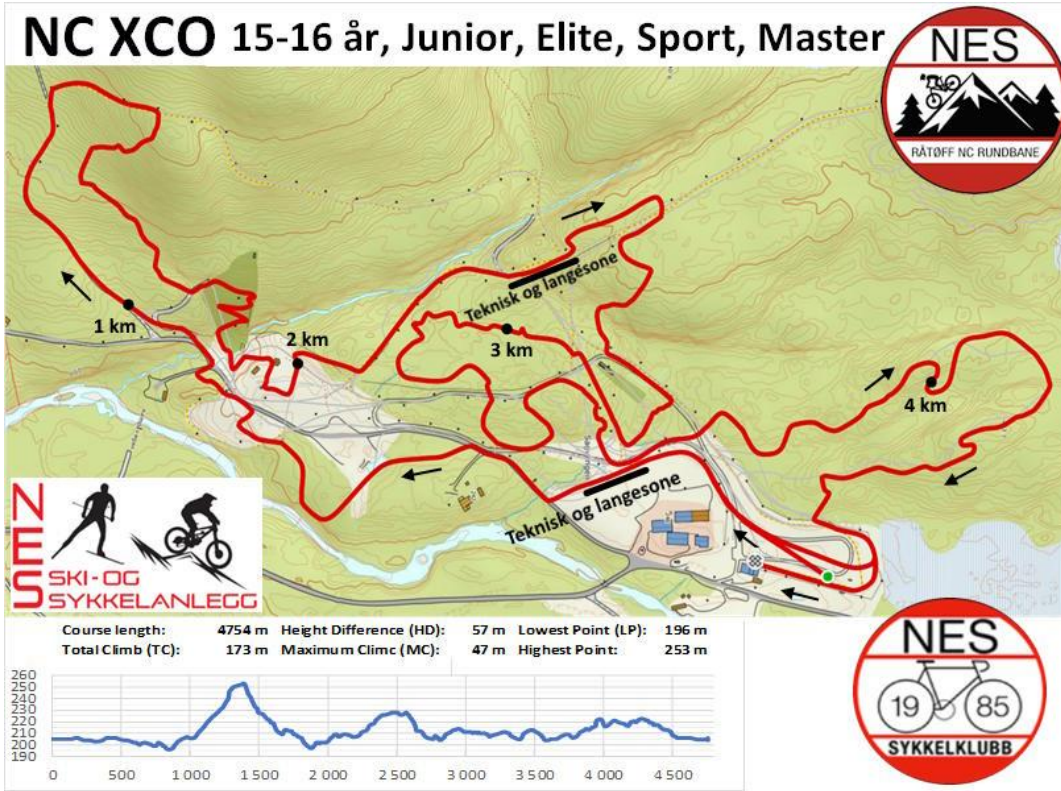 NC XCO 15-16 år, Junior, Elite, Sport, Master
NES
RÅTØFF NC RUNDBANE
Teknisk og langesone
1 km
2 km
3 km
4 km
Teknisk og langesone
NES
SKI-OG
SYKKELANLEGG
Course length: 4754 m Height Difference (HD): 57 m Lowest Point (LP): 196 m
Total Climb (TC): 173 m Maximum Climc (MC): 47 m Highest Point: 253 m
260
250
240
230
220
210
200
190
0 500 1 000 1 500 2 000 2 500 3 000 3 500 4 000 4 500
NES
19 85
SYKKELKLUBB